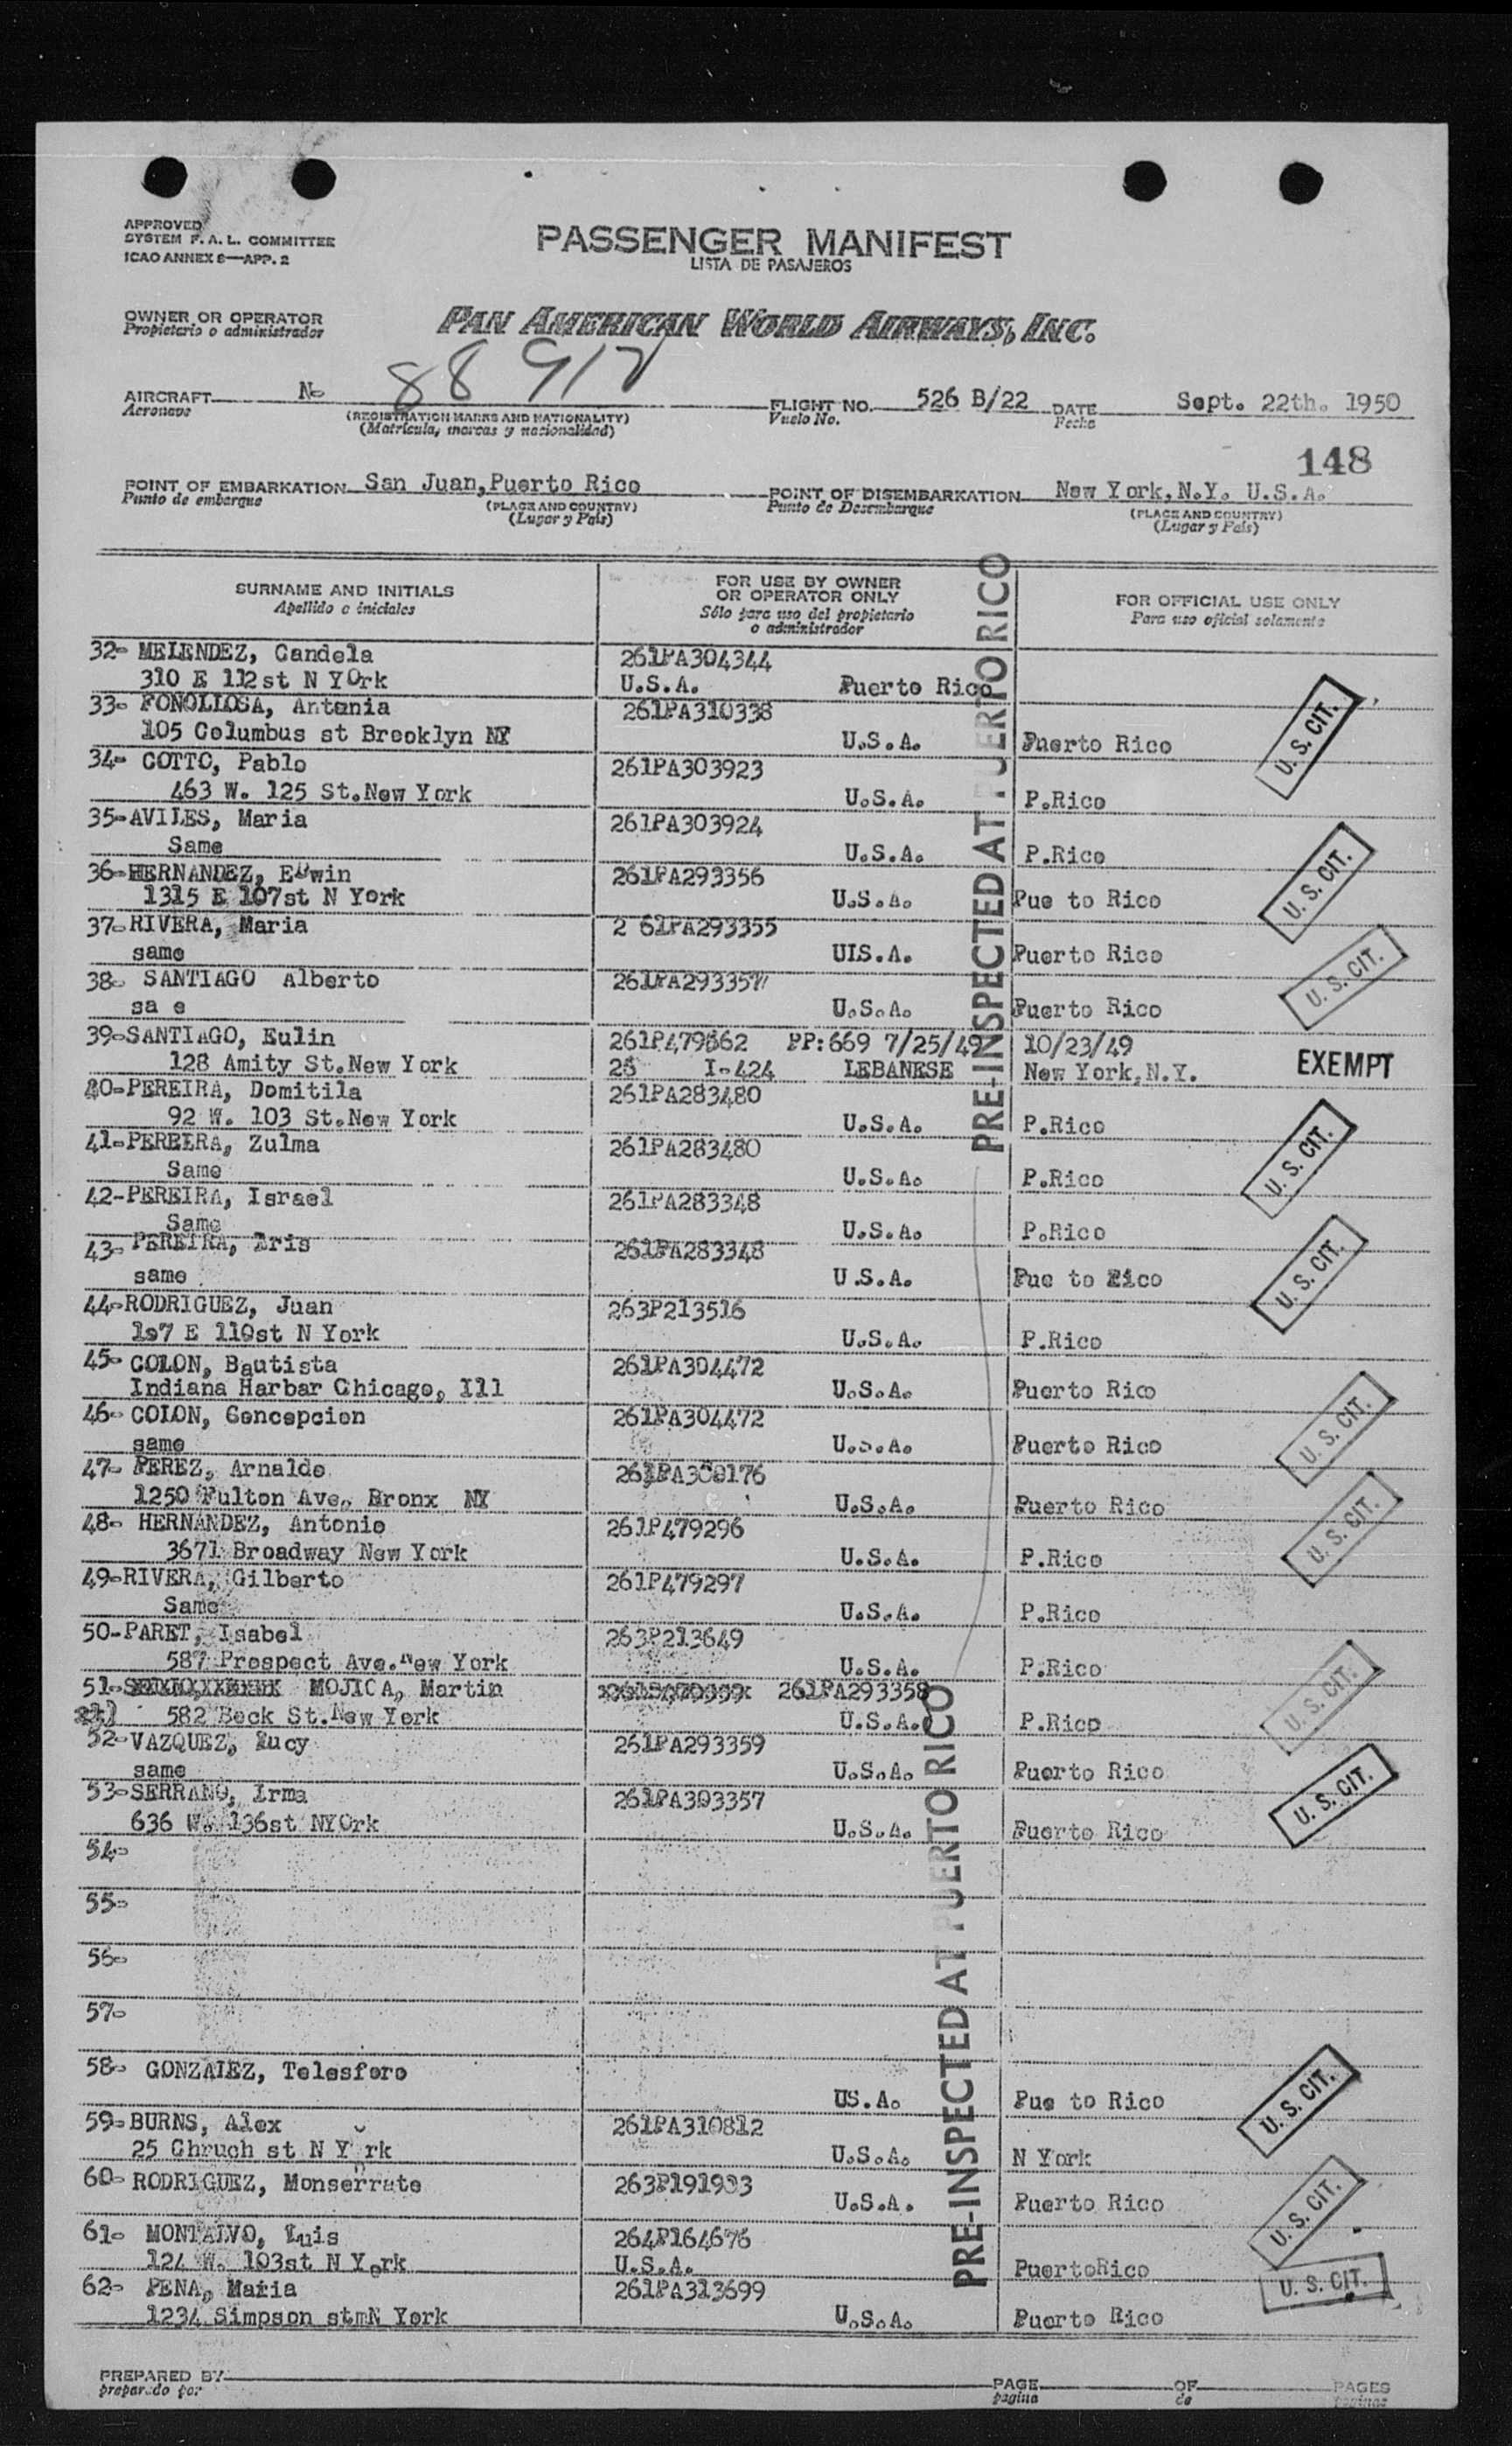 APPROVED
SYSTEM F. A. L. COMMITTEE
ICAO ANNEX 8—APP. 2
PASSENGER MANIFEST
LISTA DE PASAJEROS
OWNER OR OPERATOR
Propietario o administrador
PAN AMERICAN WORLD AIRWAYS, INC.
AIRCRAFT No 88 912
Aeronave
(REGISTRATION MARKS AND NATIONALITY)
(Matricula, marcas y nacionalidad)
FLIGHT NO. 526 B/22 DATE Sept. 22th. 1950
Vuelo No. Fecha
148
POINT OF EMBARKATION San Juan,Puerto Rico
Punto de embarque
(PLACE AND COUNTRY)
(Lugar y País)
POINT OF DISEMBARKATION New York,N.Y. U.S.A.
Punto de Desembarque
(PLACE AND COUNTRY)
(Lugar y País)
SURNAME AND INITIALS
Apellido o iniciales
FOR USE BY OWNER
OR OPERATOR ONLY
Sólo para uso del propietario
o administrador
FOR OFFICIAL USE ONLY
Para uso oficial solamente
PRE-INSPECTED AT PUERTO RICO
32- MELENDEZ, Candela 261PA304344
310 E 112st N YOrk U.S.A. Puerto Rico
33- FONOLLOSA, Antonia 261PA310338
105 Columbus st Brooklyn NY U.S.A. Puerto Rico
U. S. CIT.
34- COTTO, Pablo 261PA303923
463 W. 125 St.New York U.S.A. P.Rico
35-AVILES, Maria 261PA303924
Same U.S.A. P.Rico
36-HERNANDEZ, EDwin 261PA293356
1315 E 107st N York U.S.A. Pue to Rico
U. S. CIT.
37-RIVERA, Maria 2 61PA293355
same UIS.A. Puerto Rico
38- SANTIAGO Alberto 261PA293357
sa e U.S.A. Puerto Rico
U. S. CIT.
39-SANTIAGO, Eulin 261P479862 PP:669 7/25/49 10/23/49
128 Amity St.New York 28 I-424 LEBANESE New York,N.Y.
EXEMPT
40-PEREIRA, Domitila 261PA283480
92 W. 103 St.New York U.S.A. P.Rico
41-PEREIRA, Zulma 261PA283480
Same U.S.A. P.Rico
U. S. CIT.
42-PEREIRA, Israel 261PA283348
Same U.S.A. P.Rico
43- PEREIRA, Iris 261PA283348
same U.S.A. Pue to Rico
U. S. CIT.
44-RODRIGUEZ, Juan 263P213516
1s7 E 110st N York U.S.A. P.Rico
45- COLON, Bautista 261PA304472
Indiana Harbar Chicago, Ill U.S.A. Puerto Rico
46- COLON, Concepcion 261PA304472
same U.S.A. Puerto Rico
U. S. CIT.
47- PEREZ, Arnaldo
1250 Fulton Ave. Bronx NY U.S.A. Puerto Rico
48- HERNANDEZ, Antonio 261P479296
3671 Broadway New York U.S.A. P.Rico
U. S. CIT.
49-RIVERA, Gilberto 261P479297
Same U.S.A. P.Rico
50-PARET, Isabel 263P213649
587 Prospect Ave.New York U.S.A. P.Rico
51- MOJICA, Martin 261PA293358
582 Beck St.New York U.S.A. P.Rico
U. S. CIT.
52-VAZQUEZ, Lucy 261PA293359
same U.S.A. Puerto Rico
53-SERRANO, Irma 261PA303357
636 W. 136st NYOrk U.S.A. Puerto Rico
U. S. CIT.
54-
55-
56-
57-
PRE-INSPECTED AT PUERTO RICO
58- GONZALEZ, Telesforo
US.A. Pue to Rico
U. S. CIT.
59-BURNS, Alex 261PA310812
25 Chruch st N Y rk U.S.A. N York
60- RODRIGUEZ, Monserrate 263P191933
U.S.A. Puerto Rico
U. S. CIT.
61- MONTALVO, Luis 264P164676
124 W. 103st N York U.S.A. PuertoRico
62- PENA, Maria 261PA313699
1234 Simpson stmN York U.S.A. Puerto Rico
U. S. CIT.
PREPARED BY
preparado por
PAGE OF PAGES
pagina de paginas